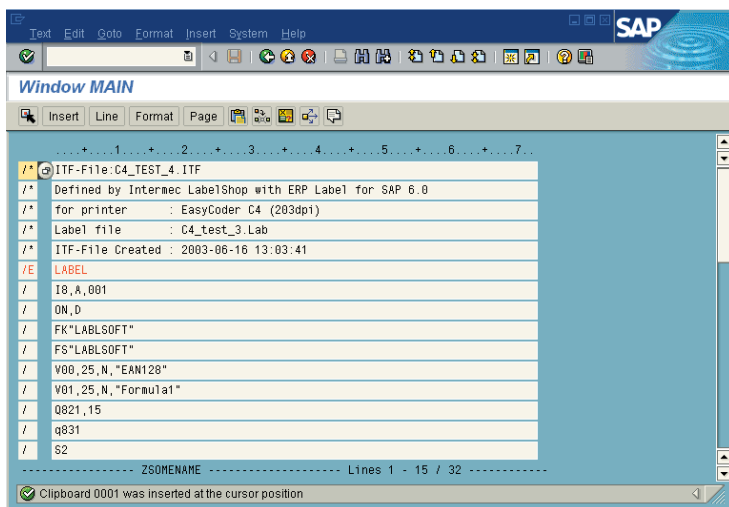 Text Edit Goto Format Insert System Help
SAP
Window MAIN
Insert Line Format Page
....+....1....+....2....+....3....+....4....+....5....+....6....+....7..
/* ITF-File:C4_TEST_4.ITF
/* Defined by Intermec LabelShop with ERP Label for SAP 6.0
/* for printer : EasyCoder C4 (203dpi)
/* Label file : C4_test_3.Lab
/* ITF-File Created : 2003-06-16 13:03:41
/E LABEL
/ I8,A,001
/ ON,D
/ FK"LABLSOFT"
/ FS"LABLSOFT"
/ V00,25,N,"EAN128"
/ V01,25,N,"Formula1"
/ Q821,15
/ q831
/ S2
----------------- ZSOMENAME -------------------- Lines 1 - 15 / 32 ------------
Clipboard 0001 was inserted at the cursor position